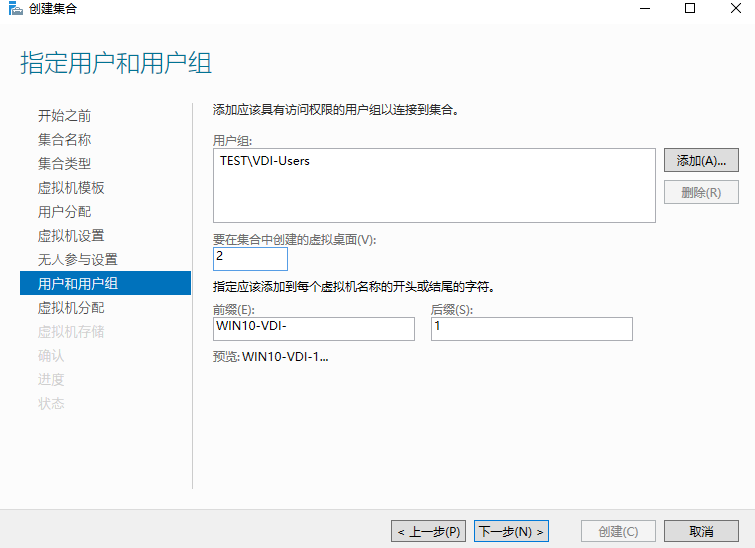 创建集合
指定用户和用户组
开始之前
集合名称
集合类型
虚拟机模板
用户分配
虚拟机设置
无人参与设置
用户和用户组
虚拟机分配
虚拟机存储
确认
进度
状态
添加应该具有访问权限的用户组以连接到集合。
用户组:
TEST\VDI-Users
添加(A)...
删除(R)
要在集合中创建的虚拟桌面(V):
2
指定应该添加到每个虚拟机名称的开头或结尾的字符。
前缀(E): 后缀(S):
WIN10-VDI- 1
预览: WIN10-VDI-1...
< 上一步(P) 下一步(N) > 创建(C) 取消